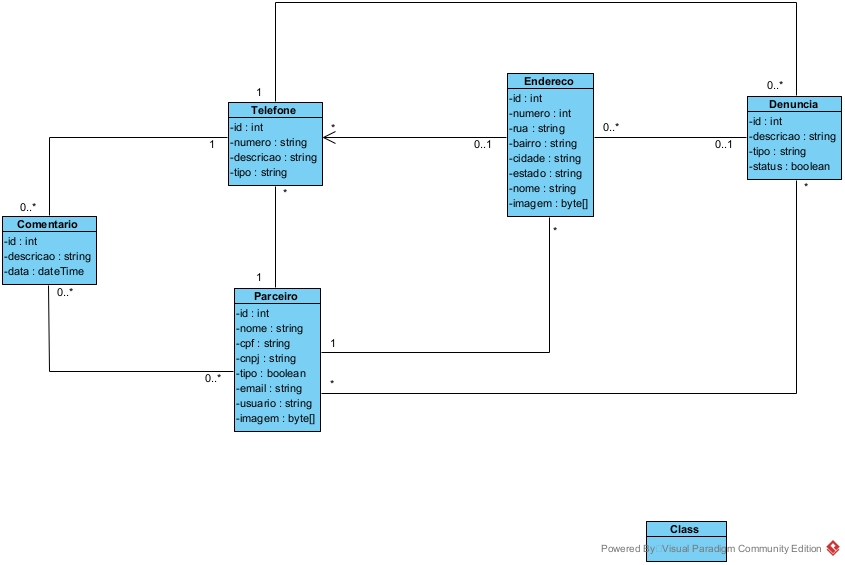 1
0..*
Telefone
-id : int
-numero : string
-descricao : string
-tipo : string
Endereco
-id : int
-numero : int
-rua : string
-bairro : string
-cidade : string
-estado : string
-nome : string
-imagem : byte[]
Denuncia
-id : int
-descricao : string
-tipo : string
-status : boolean
1
*
0..1
0..*
0..1
0..*
*
*
*
Comentario
-id : int
-descricao : string
-data : dateTime
0..*
1
Parceiro
-id : int
-nome : string
-cpf : string
-cnpj : string
-tipo : boolean
-email : string
-usuario : string
-imagem : byte[]
1
0..*
*
Class
Powered By Visual Paradigm Community Edition